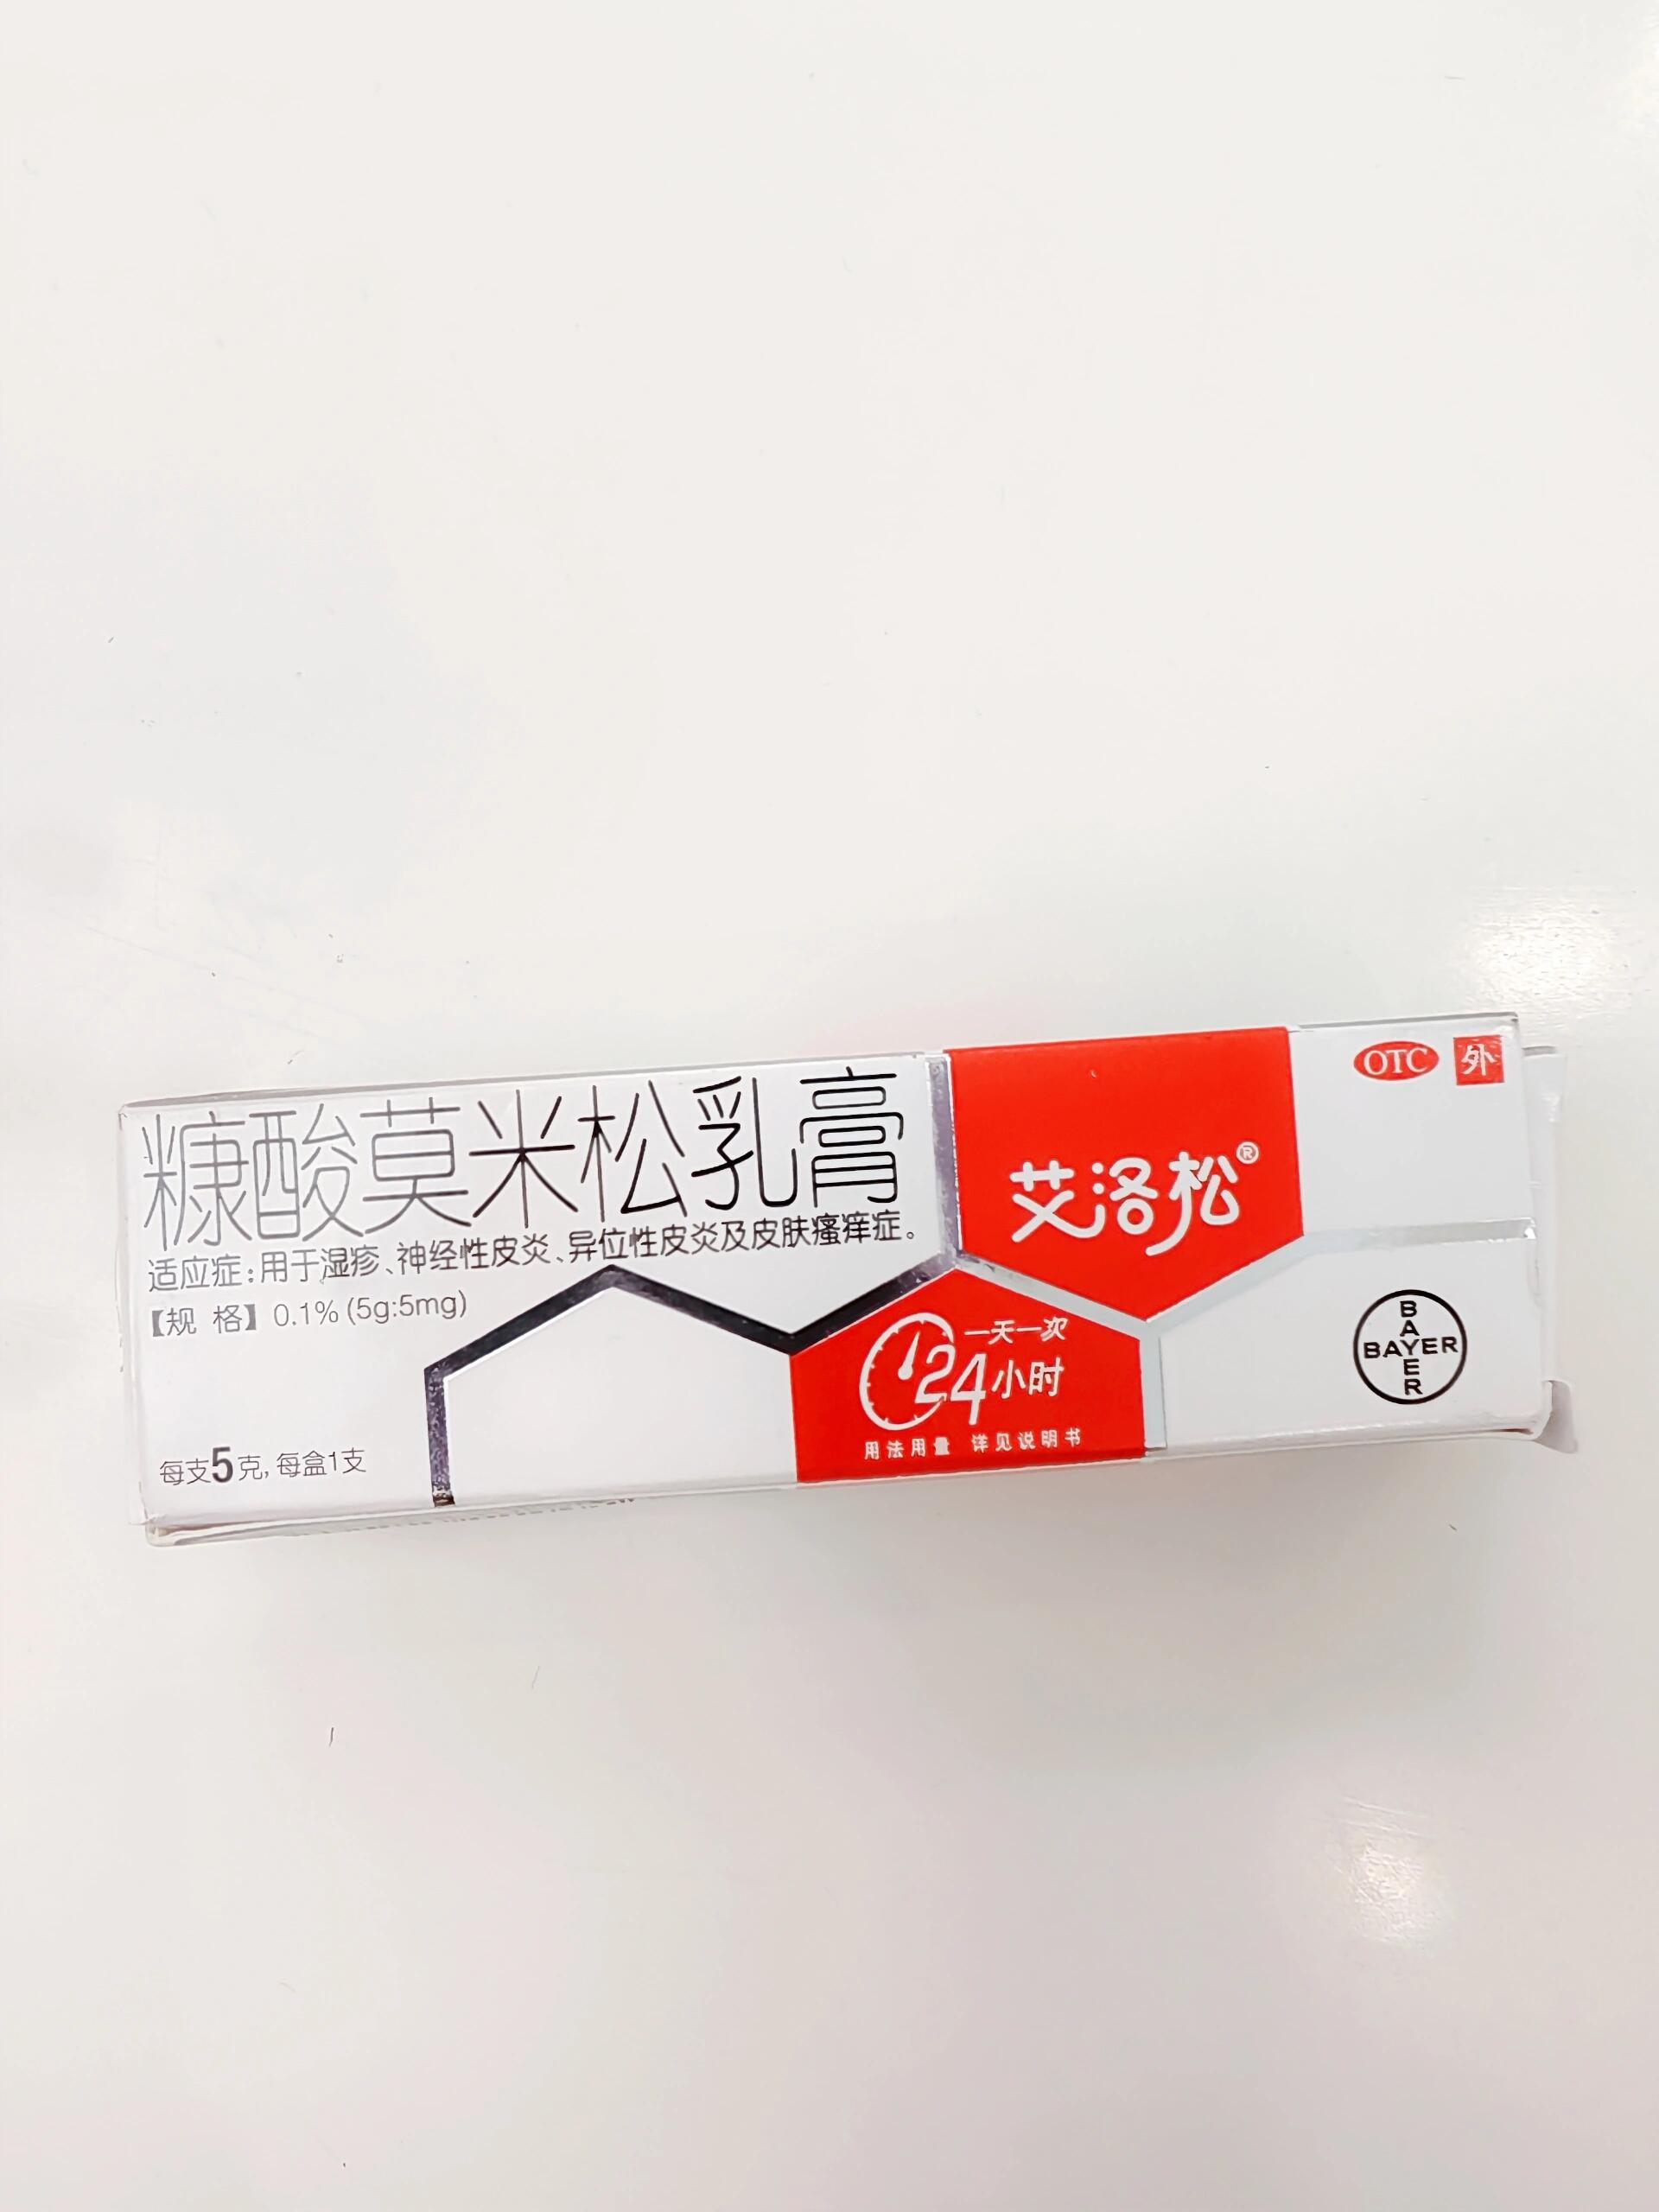 糠酸莫米松乳膏
适应症：用于湿疹、神经性皮炎、异位性皮炎及皮肤瘙痒症。
【规 格】0.1% (5g:5mg)
每支5克, 每盒1支
艾洛松®
一天一次
24小时
用法用量 详见说明书
OTC 外
BAYER
BAYER